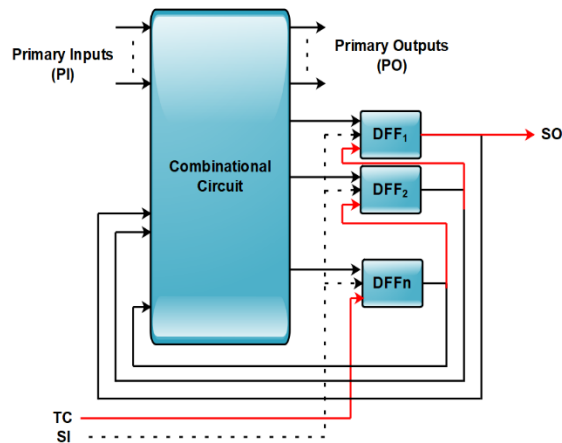 Primary Inputs
(PI)
Primary Outputs
(PO)
Combinational
Circuit
DFF₁
SO
DFF₂
DFFn
TC
SI